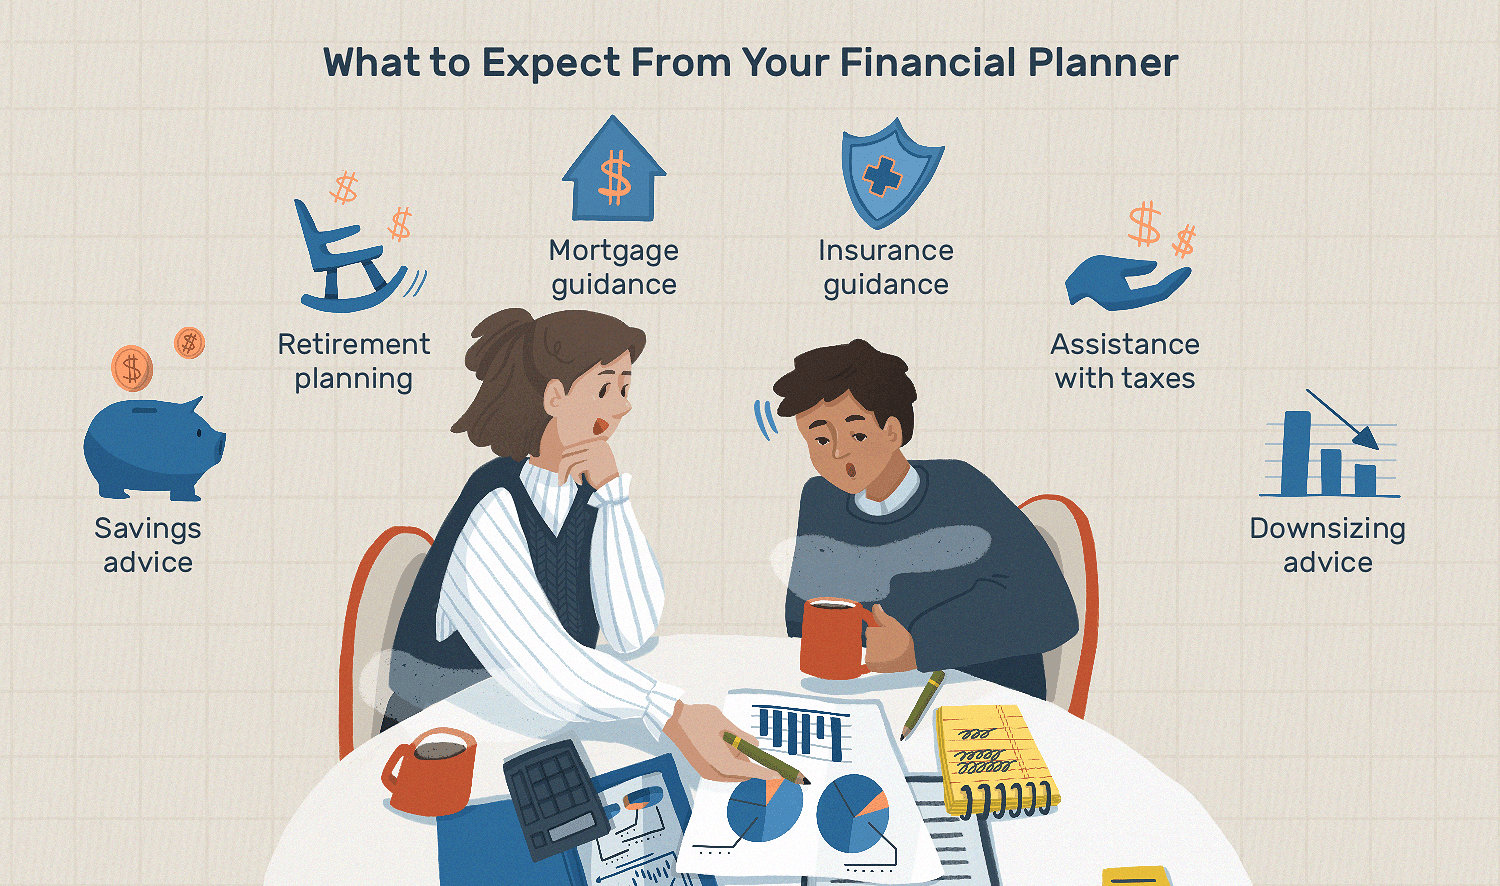 What to Expect From Your Financial Planner
Mortgage
guidance
Insurance
guidance
Retirement
planning
Assistance
with taxes
Savings
advice
Downsizing
advice